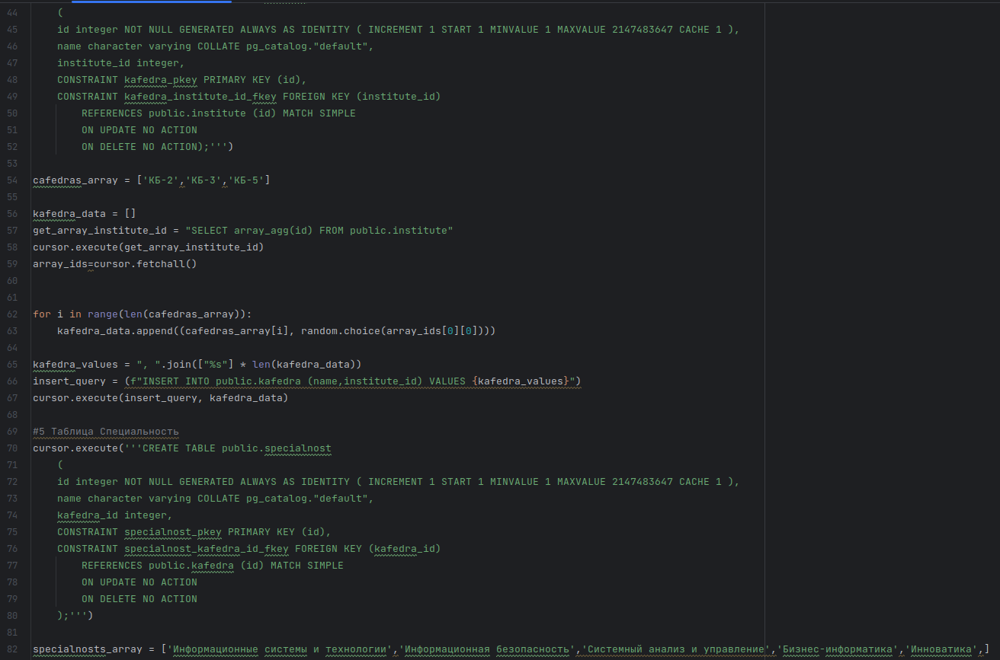 44     (
45     id integer NOT NULL GENERATED ALWAYS AS IDENTITY ( INCREMENT 1 START 1 MINVALUE 1 MAXVALUE 2147483647 CACHE 1 ),
46     name character varying COLLATE pg_catalog."default",
47     institute_id integer,
48     CONSTRAINT kafedra_pkey PRIMARY KEY (id),
49     CONSTRAINT kafedra_institute_id_fkey FOREIGN KEY (institute_id)
50         REFERENCES public.institute (id) MATCH SIMPLE
51         ON UPDATE NO ACTION
52         ON DELETE NO ACTION);''')
53
54 cafedras_array = ['КБ-2','КБ-3','КБ-5']
55
56 kafedra_data = []
57 get_array_institute_id = "SELECT array_agg(id) FROM public.institute"
58 cursor.execute(get_array_institute_id)
59 array_ids=cursor.fetchall()
60
61
62 for i in range(len(cafedras_array)):
63     kafedra_data.append((cafedras_array[i], random.choice(array_ids[0][0])))
64
65 kafedra_values = ", ".join(["%s"] * len(kafedra_data))
66 insert_query = (f"INSERT INTO public.kafedra (name,institute_id) VALUES {kafedra_values}")
67 cursor.execute(insert_query, kafedra_data)
68
69 #5 Таблица Специальность
70 cursor.execute('''CREATE TABLE public.specialnost
71     (
72     id integer NOT NULL GENERATED ALWAYS AS IDENTITY ( INCREMENT 1 START 1 MINVALUE 1 MAXVALUE 2147483647 CACHE 1 ),
73     name character varying COLLATE pg_catalog."default",
74     kafedra_id integer,
75     CONSTRAINT specialnost_pkey PRIMARY KEY (id),
76     CONSTRAINT specialnost_kafedra_id_fkey FOREIGN KEY (kafedra_id)
77         REFERENCES public.kafedra (id) MATCH SIMPLE
78         ON UPDATE NO ACTION
79         ON DELETE NO ACTION
80     );''')
81
82 specialnosts_array = ['Информационные системы и технологии','Информационная безопасность','Системный анализ и управление','Бизнес-информатика','Инноватика',]